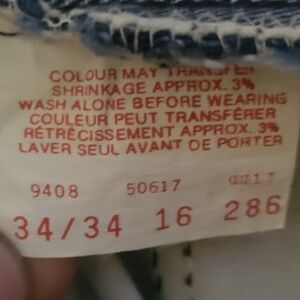 COLOUR MAY TRANSFER
SHRINKAGE APPROX. 3%
WASH ALONE BEFORE WEARING
COULEUR PEUT TRANSFÉRER
RÉTRÉCISSEMENT APPROX. 3%
LAVER SEUL AVANT DE PORTER
9408 50617 0217
34/34 16 286